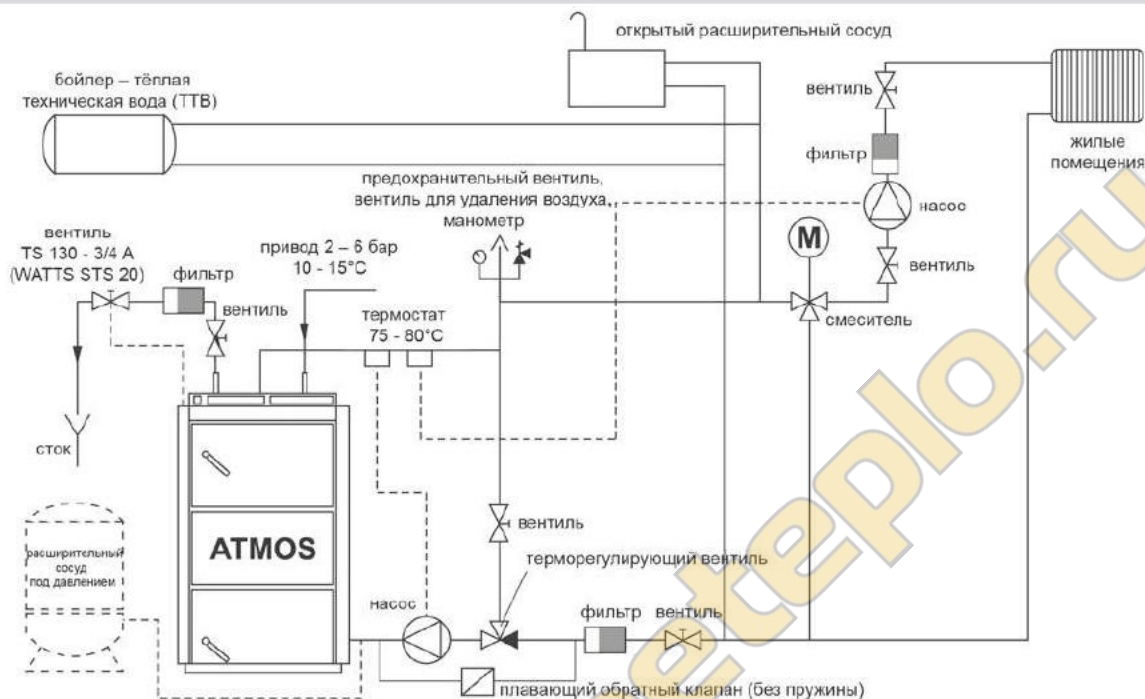 открытый расширительный сосуд
бойлер – тёплая
техническая вода (ТТВ)
вентиль
фильтр
жилые
помещения
предохранительный вентиль,
вентиль для удаления воздуха,
манометр
насос
вентиль
TS 130 - 3/4 A
(WATTS STS 20)
фильтр
привод 2 – 6 бар
10 - 15°C
M
вентиль
вентиль
термостат
75 - 80°C
смеситель
сток
вентиль
ATMOS
расширительный
сосуд
под давлением
терморегулирующий вентиль
насос
фильтр
вентиль
плавающий обратный клапан (без пружины)
eteplo.ru